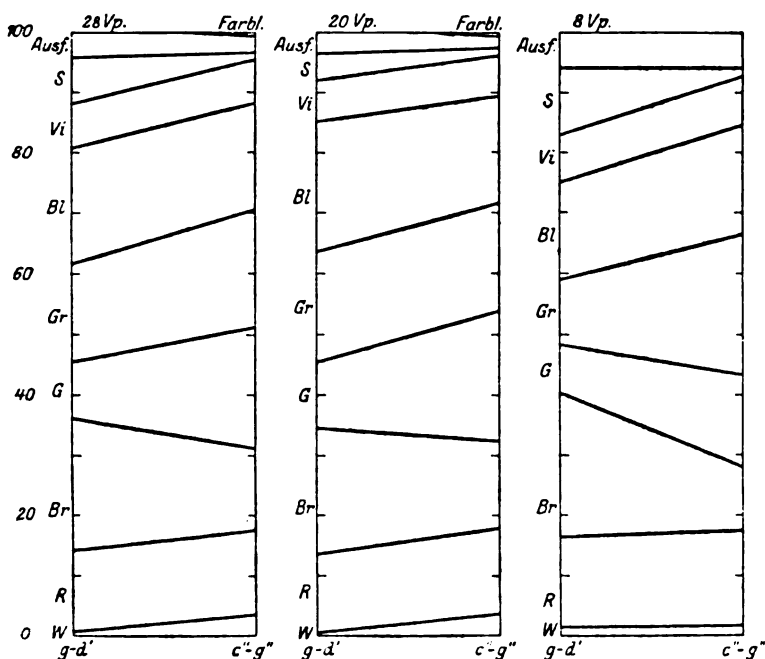 28 Vp. Farbl.
100
Ausf.
S
Vi
80
Bl
60
Gr
G
40
Br
20
R
W
0
g-d' c"-g"
20 Vp. Farbl.
Ausf.
S
Vi
Bl
Gr
G
Br
R
W
g-d' c"-g"
8 Vp.
Ausf.
S
Vi
Bl
Gr
G
Br
R
W
g-d' c"-g"